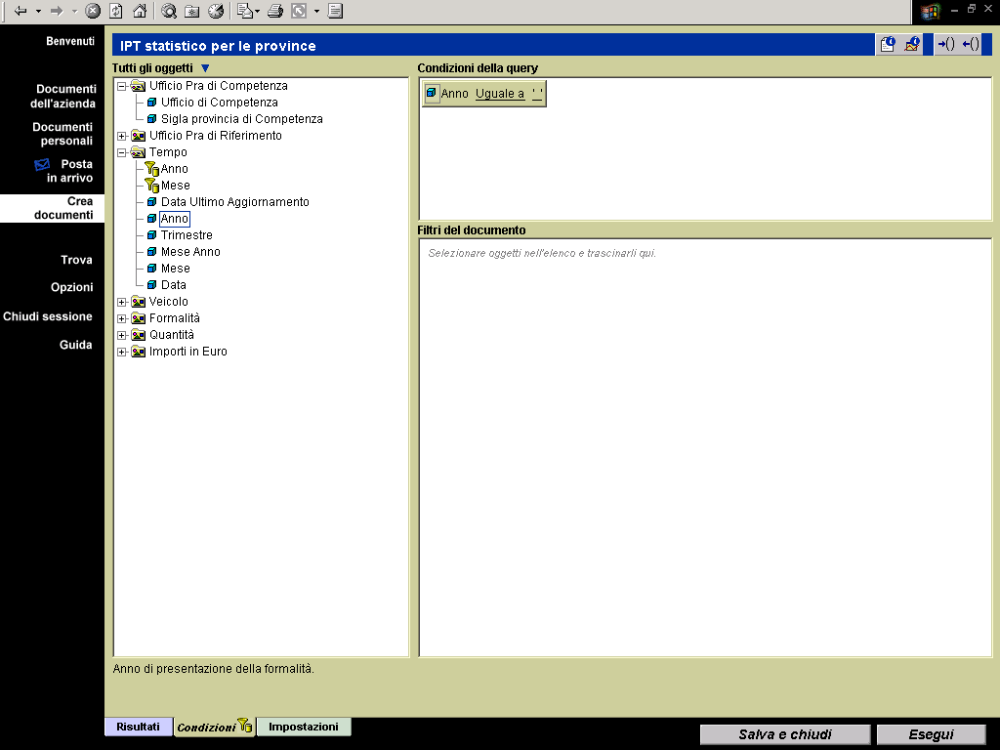 Benvenuti
Documenti
dell'azienda
Documenti
personali
Posta
in arrivo
Crea
documenti
Trova
Opzioni
Chiudi sessione
Guida
IPT statistico per le province
Tutti gli oggetti
Ufficio Pra di Competenza
Ufficio di Competenza
Sigla provincia di Competenza
Ufficio Pra di Riferimento
Tempo
Anno
Mese
Data Ultimo Aggiornamento
Anno
Trimestre
Mese Anno
Mese
Data
Veicolo
Formalità
Quantità
Importi in Euro
Condizioni della query
Anno Uguale a '_'
Filtri del documento
Selezionare oggetti nell'elenco e trascinarli qui.
Anno di presentazione della formalità.
Risultati
Condizioni
Impostazioni
Salva e chiudi
Esegui